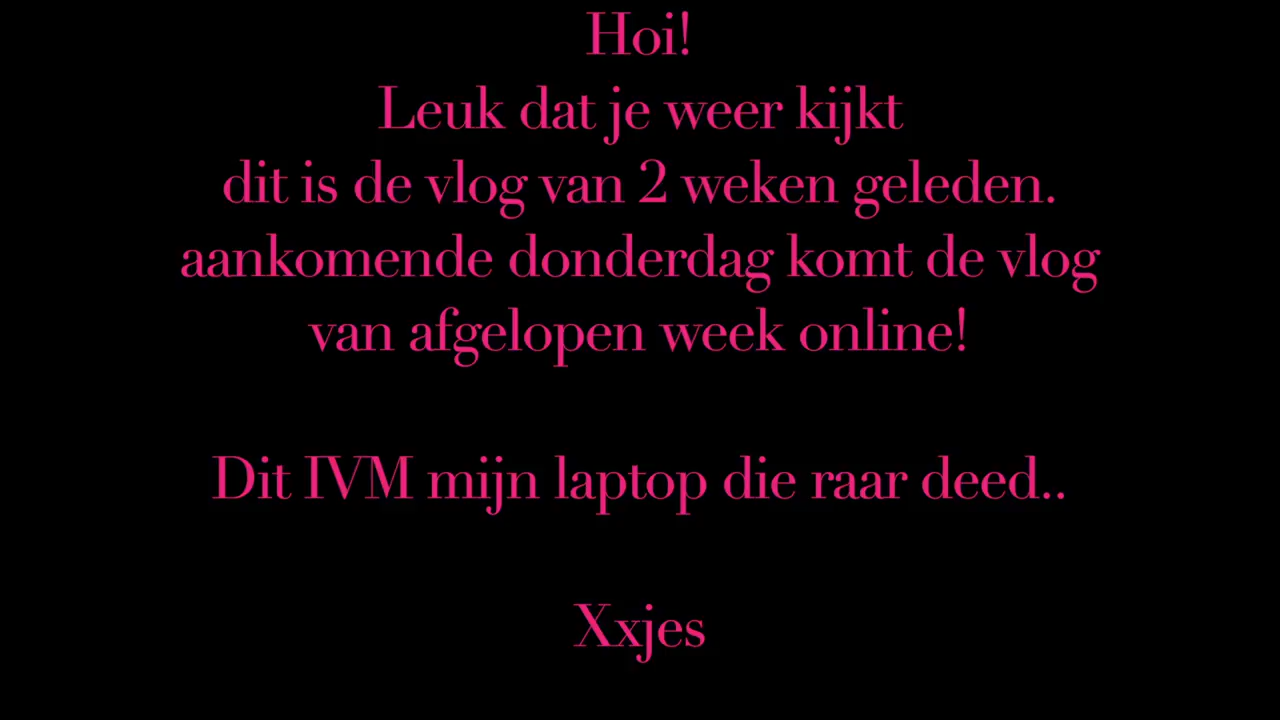 Hoi!
Leuk dat je weer kijkt
dit is de vlog van 2 weken geleden.
aankomende donderdag komt de vlog
van afgelopen week online!
Dit IVM mijn laptop die raar deed..
Xxjes